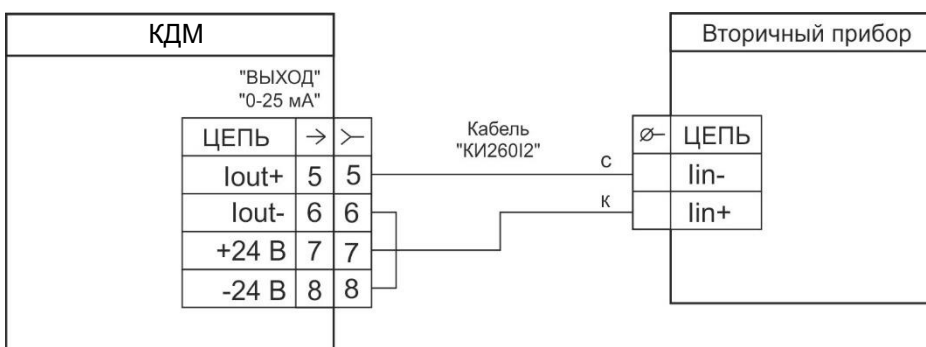 КДМ
"ВЫХОД"
"0-25 мА"
ЦЕПЬ
Iout+ 5 5
Iout- 6 6
+24 В 7 7
-24 В 8 8
Кабель
"КИ260I2"
с
к
Вторичный прибор
ЦЕПЬ
Iin-
Iin+